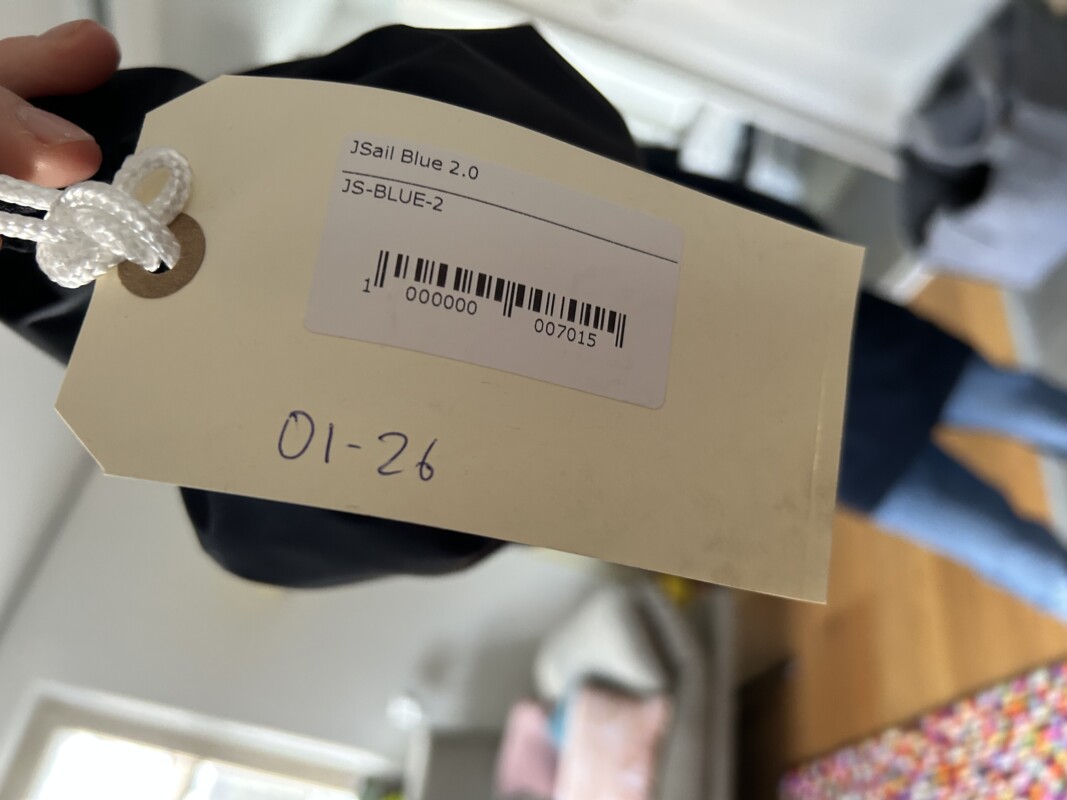 JSail Blue 2.0
JS-BLUE-2
1 000000 007015
01-26